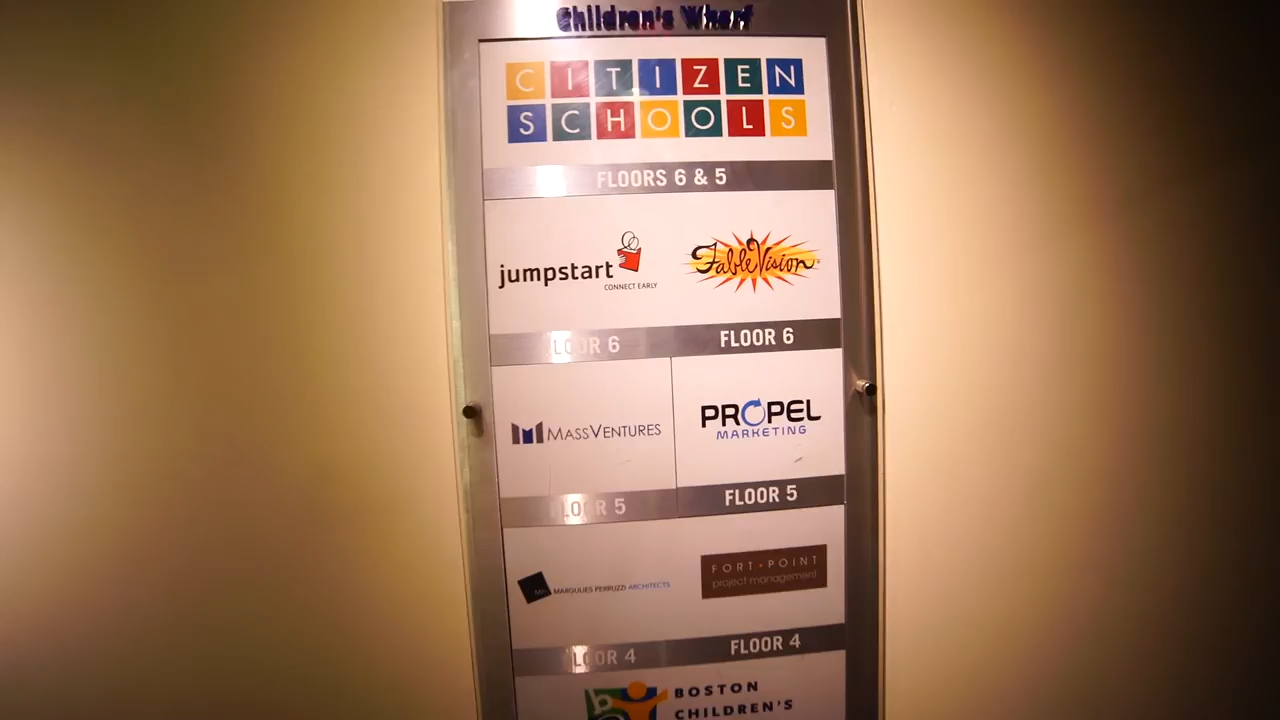 Children's Wharf
CITIZEN
SCHOOLS
FLOORS 6 & 5
jumpstart
CONNECT EARLY
FableVision
FLOOR 6
FLOOR 6
MASSVENTURES
PROPEL
MARKETING
FLOOR 5
FLOOR 5
MARGULIES PERRUZZI ARCHITECTS
FORT POINT
project management
FLOOR 4
FLOOR 4
BOSTON
CHILDREN'S